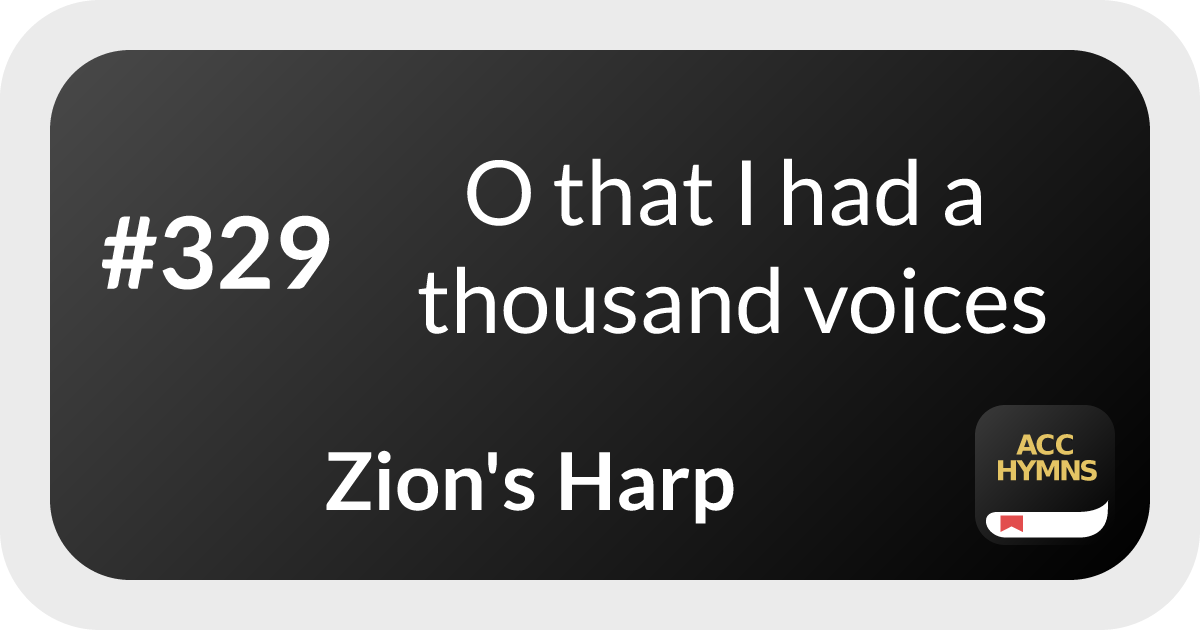 #329
O that I had a
thousand voices
Zion's Harp
ACC
HYMNS